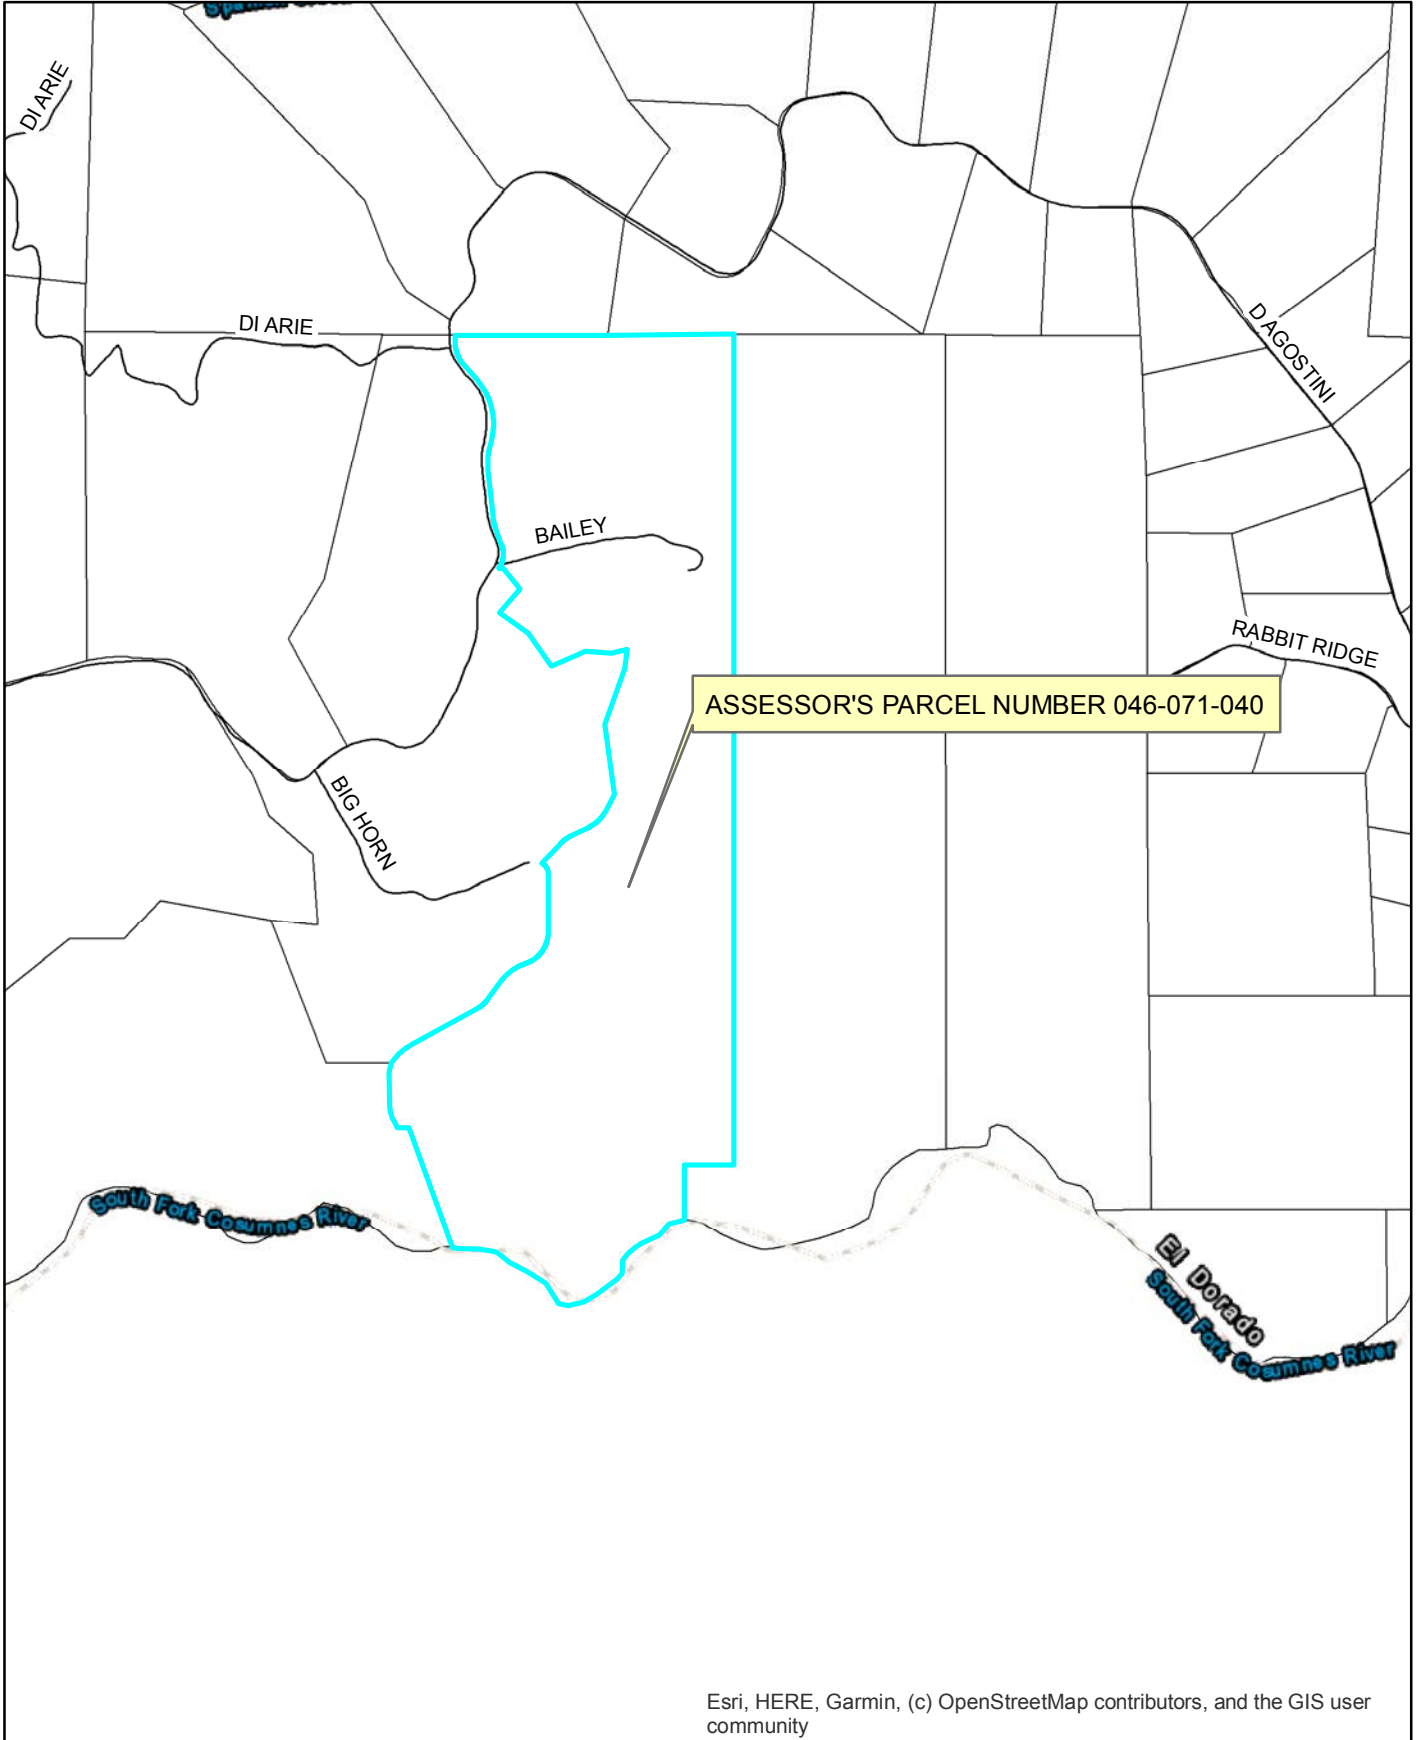 DI ARIE
DI ARIE
D AGOSTINI
BAILEY
RABBIT RIDGE
ASSESSOR'S PARCEL NUMBER 046-071-040
BIG HORN
South Fork Cosumnes River
El Dorado
South Fork Cosumnes River
Esri, HERE, Garmin, (c) OpenStreetMap contributors, and the GIS user
community